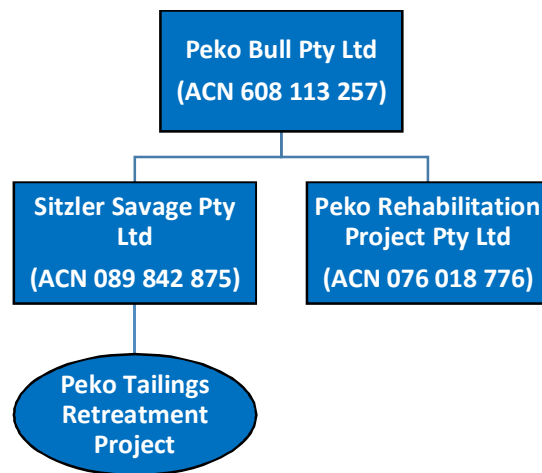 Peko Bull Pty Ltd
(ACN 608 113 257)
Sitzler Savage Pty
Ltd
(ACN 089 842 875)
Peko Rehabilitation
Project Pty Ltd
(ACN 076 018 776)
Peko Tailings
Retreatment
Project